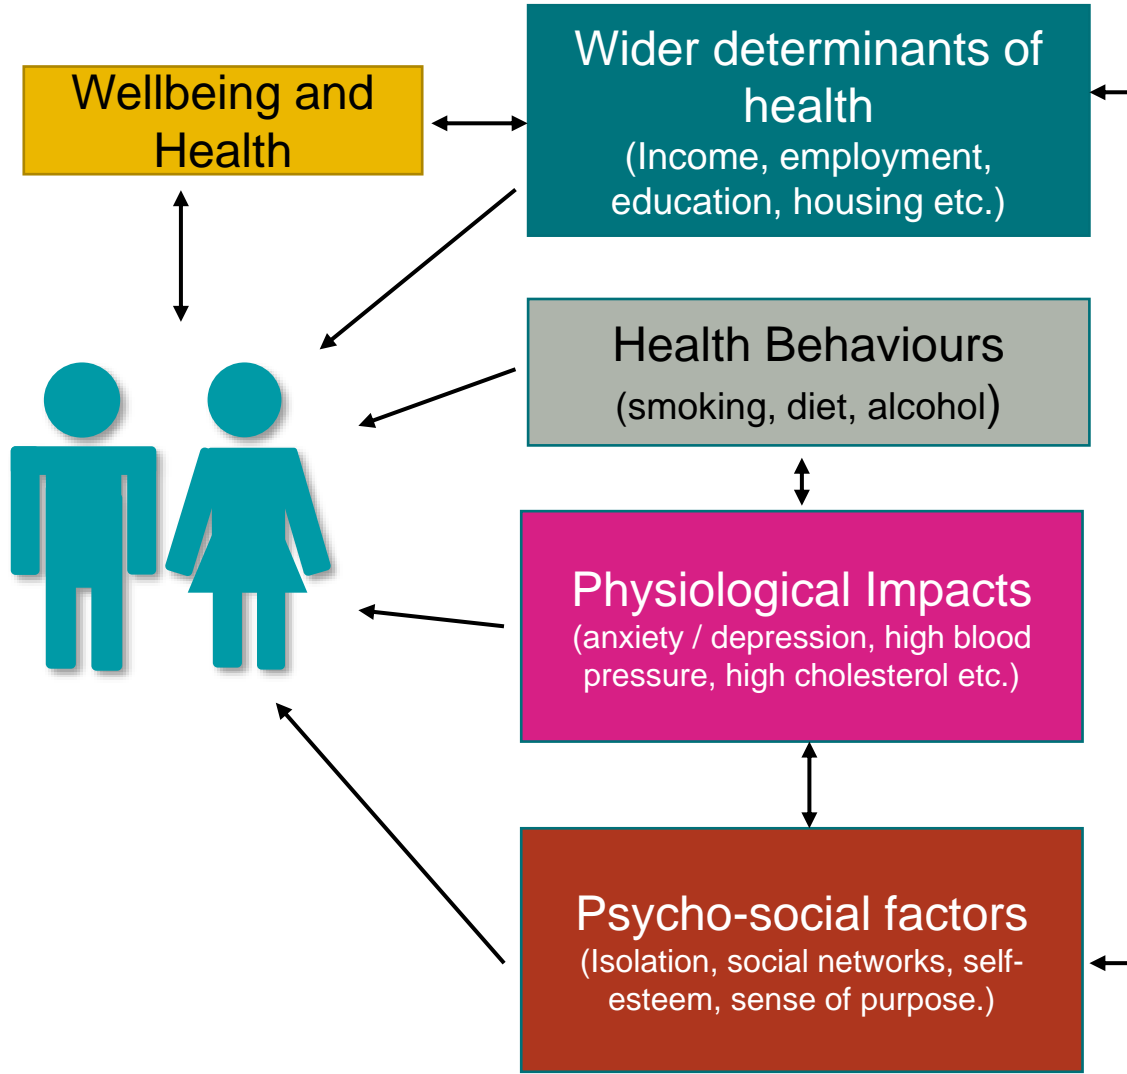 Wellbeing and
Health
Wider determinants of
health
(Income, employment,
education, housing etc.)
Health Behaviours
(smoking, diet, alcohol)
Physiological Impacts
(anxiety / depression, high blood
pressure, high cholesterol etc.)
Psycho-social factors
(Isolation, social networks, self-
esteem, sense of purpose.)